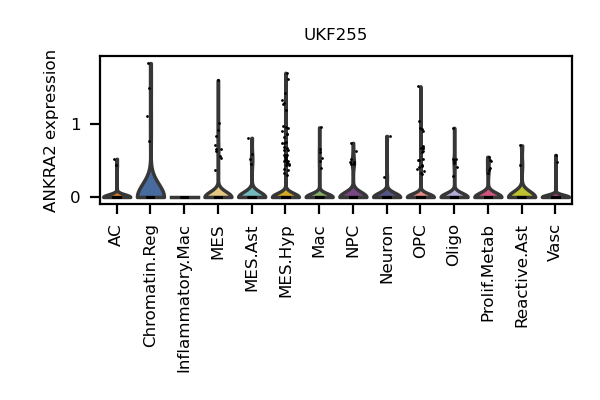 UKF255
ANKRA2 expression
1
0
AC
Chromatin.Reg
Inflammatory.Mac
MES
MES.Ast
MES.Hyp
Mac
NPC
Neuron
OPC
Oligo
Prolif.Metab
Reactive.Ast
Vasc